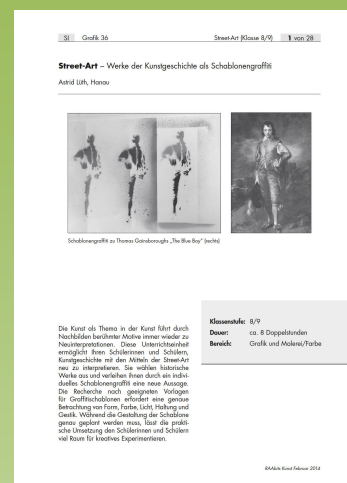 SI Grafik 36 Street-Art (Klasse 8/9) 1 von 28
Street-Art – Werke der Kunstgeschichte als Schablonengraffiti
Astrid Lüth, Hanau
Schablonengraffiti zu Thomas Gainsboroughs „The Blue Boy“ (rechts)
Die Kunst als Thema in der Kunst führt durch
Nachbilden berühmter Motive immer wieder zu
Neuinterpretationen. Diese Unterrichtseinheit
ermöglicht Ihren Schülerinnen und Schülern,
Kunstgeschichte mit den Mitteln der Street-Art
neu zu interpretieren. Sie wählen historische
Werke aus und verleihen ihnen durch ein indivi-
duelles Schablonengraffiti eine neue Aussage.
Die Recherche nach geeigneten Vorlagen
für Graffitischablonen erfordert eine genaue
Betrachtung von Form, Farbe, Licht, Haltung und
Gestik. Während die Gestaltung der Schablone
genau geplant werden muss, lässt die prakti-
sche Umsetzung den Schülerinnen und Schülern
viel Raum für kreatives Experimentieren.
Klassenstufe: 8/9
Dauer: ca. 8 Doppelstunden
Bereich: Grafik und Malerei/Farbe
RAAbits Kunst Februar 2014